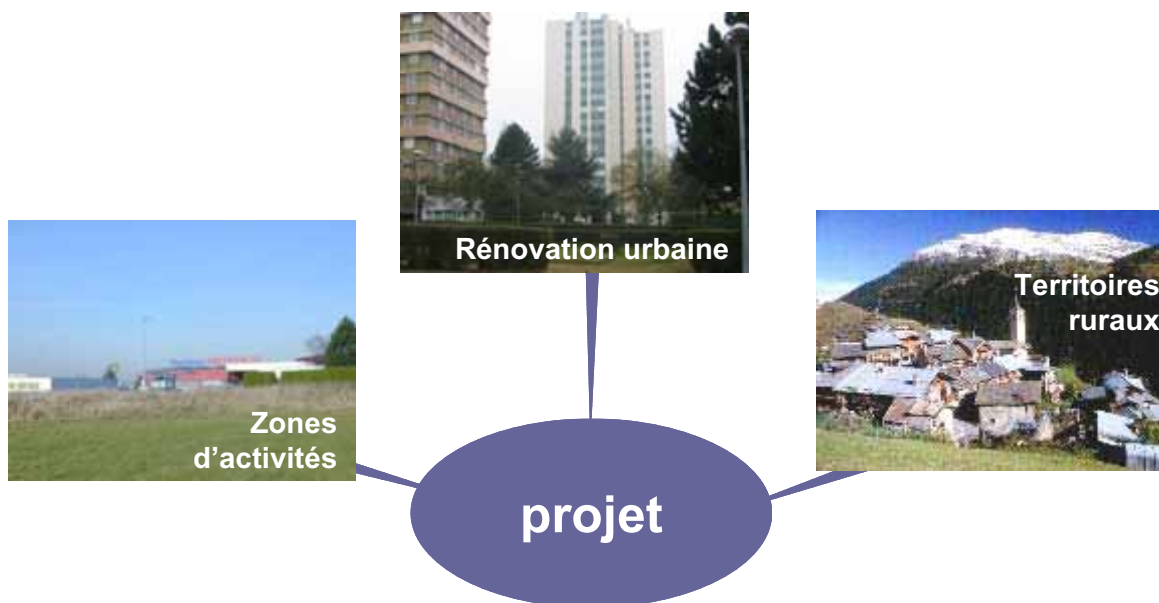 Rénovation urbaine
Territoires
ruraux
Zones
d’activités
projet